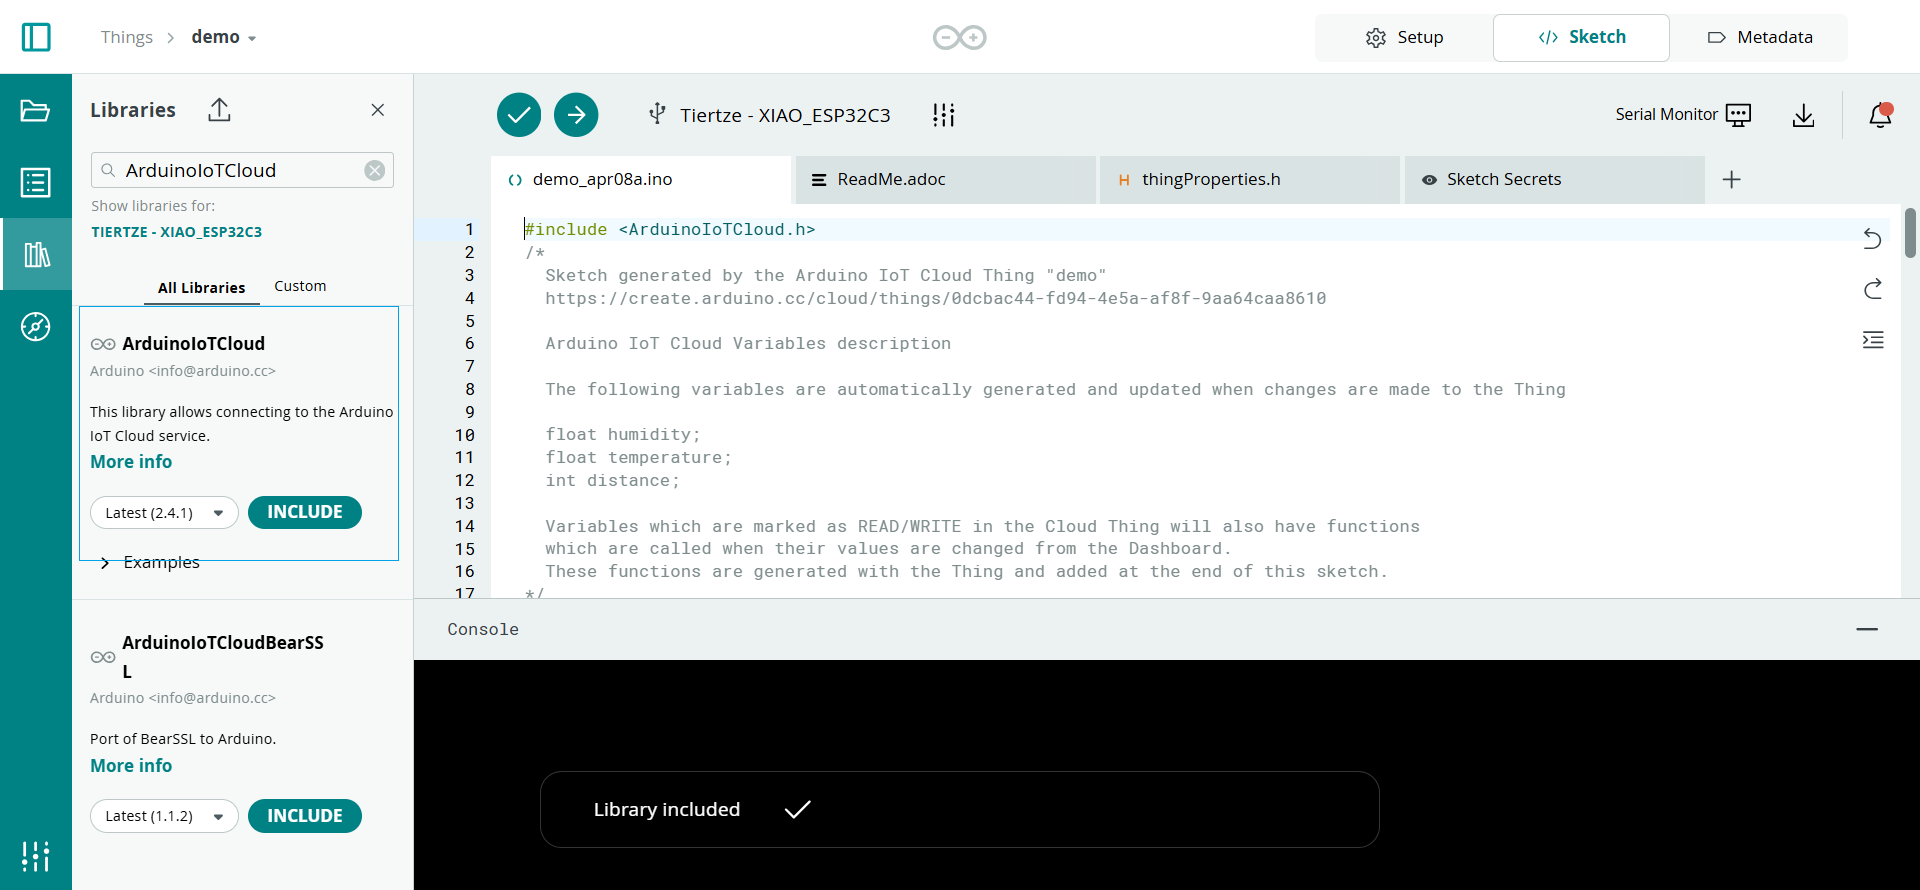 Things > demo
Setup
</> Sketch
Metadata
Libraries
ArduinoIoTCloud
Show libraries for:
TIERTZE - XIAO_ESP32C3
All Libraries
Custom
ArduinoIoTCloud
Arduino <info@arduino.cc>
This library allows connecting to the Arduino
IoT Cloud service.
More info
Latest (2.4.1)
INCLUDE
Examples
ArduinoIoTCloudBearSS
L
Arduino <info@arduino.cc>
Port of BearSSL to Arduino.
More info
Latest (1.1.2)
INCLUDE
Tiertze - XIAO_ESP32C3
Serial Monitor
demo_apr08a.ino
ReadMe.adoc
H thingProperties.h
Sketch Secrets
1 #include <ArduinoIoTCloud.h>
2 /*
3 Sketch generated by the Arduino IoT Cloud Thing "demo"
4 https://create.arduino.cc/cloud/things/0dcbac44-fd94-4e5a-af8f-9aa64caa8610
5
6 Arduino IoT Cloud Variables description
7
8 The following variables are automatically generated and updated when changes are made to the Thing
9
10 float humidity;
11 float temperature;
12 int distance;
13
14 Variables which are marked as READ/WRITE in the Cloud Thing will also have functions
15 which are called when their values are changed from the Dashboard.
16 These functions are generated with the Thing and added at the end of this sketch.
17 */
Console
Library included